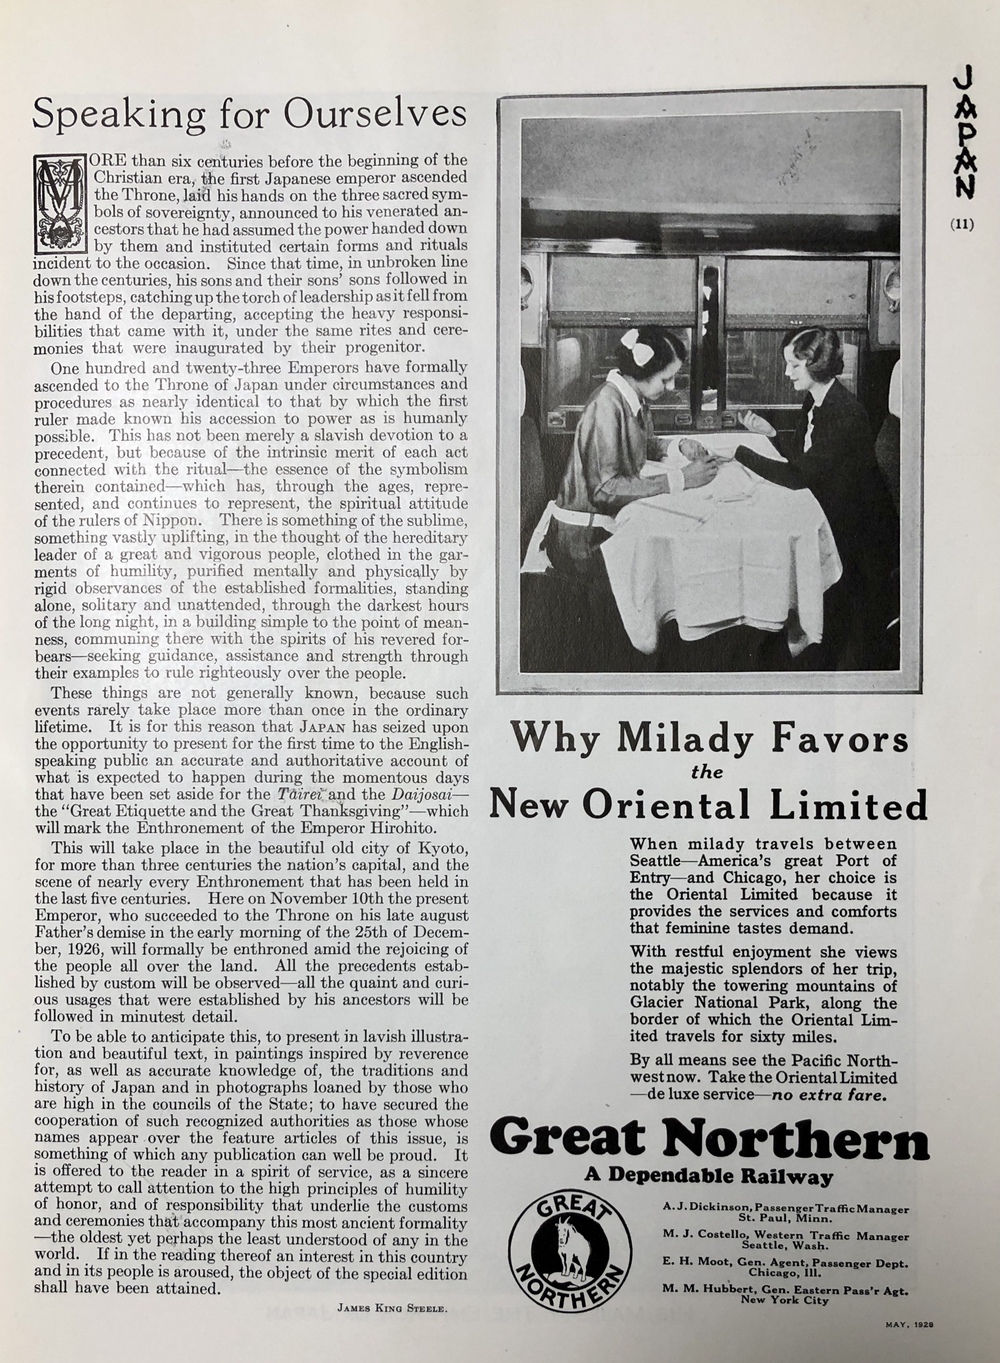 JAPAN
(11)
Speaking for Ourselves
MORE than six centuries before the beginning of the
Christian era, the first Japanese emperor ascended
the Throne, laid his hands on the three sacred sym-
bols of sovereignty, announced to his venerated an-
cestors that he had assumed the power handed down
by them and instituted certain forms and rituals
incident to the occasion. Since that time, in unbroken line
down the centuries, his sons and their sons' sons followed in
his footsteps, catching up the torch of leadership as it fell from
the hand of the departing, accepting the heavy responsi-
bilities that came with it, under the same rites and cere-
monies that were inaugurated by their progenitor.
One hundred and twenty-three Emperors have formally
ascended to the Throne of Japan under circumstances and
procedures as nearly identical to that by which the first
ruler made known his accession to power as is humanly
possible. This has not been merely a slavish devotion to a
precedent, but because of the intrinsic merit of each act
connected with the ritual—the essence of the symbolism
therein contained—which has, through the ages, repre-
sented, and continues to represent, the spiritual attitude
of the rulers of Nippon. There is something of the sublime,
something vastly uplifting, in the thought of the hereditary
leader of a great and vigorous people, clothed in the gar-
ments of humility, purified mentally and physically by
rigid observances of the established formalities, standing
alone, solitary and unattended, through the darkest hours
of the long night, in a building simple to the point of mean-
ness, communing there with the spirits of his revered for-
bears—seeking guidance, assistance and strength through
their examples to rule righteously over the people.
These things are not generally known, because such
events rarely take place more than once in the ordinary
lifetime. It is for this reason that JAPAN has seized upon
the opportunity to present for the first time to the English-
speaking public an accurate and authoritative account of
what is expected to happen during the momentous days
that have been set aside for the Tairei and the Daijosai—
the "Great Etiquette and the Great Thanksgiving"—which
will mark the Enthronement of the Emperor Hirohito.
This will take place in the beautiful old city of Kyoto,
for more than three centuries the nation's capital, and the
scene of nearly every Enthronement that has been held in
the last five centuries. Here on November 10th the present
Emperor, who succeeded to the Throne on his late august
Father's demise in the early morning of the 25th of Decem-
ber, 1926, will formally be enthroned amid the rejoicing of
the people all over the land. All the precedents estab-
lished by custom will be observed—all the quaint and curi-
ous usages that were established by his ancestors will be
followed in minutest detail.
To be able to anticipate this, to present in lavish illustra-
tion and beautiful text, in paintings inspired by reverence
for, as well as accurate knowledge of, the traditions and
history of Japan and in photographs loaned by those who
are high in the councils of the State; to have secured the
cooperation of such recognized authorities as those whose
names appear over the feature articles of this issue, is
something of which any publication can well be proud. It
is offered to the reader in a spirit of service, as a sincere
attempt to call attention to the high principles of humility
of honor, and of responsibility that underlie the customs
and ceremonies that accompany this most ancient formality
—the oldest yet perhaps the least understood of any in the
world. If in the reading thereof an interest in this country
and in its people is aroused, the object of the special edition
shall have been attained.
JAMES KING STEELE.
Why Milady Favors
the
New Oriental Limited
When milady travels between
Seattle—America's great Port of
Entry—and Chicago, her choice is
the Oriental Limited because it
provides the services and comforts
that feminine tastes demand.
With restful enjoyment she views
the majestic splendors of her trip,
notably the towering mountains of
Glacier National Park, along the
border of which the Oriental Lim-
ited travels for sixty miles.
By all means see the Pacific North-
west now. Take the Oriental Limited
—de luxe service—no extra fare.
Great Northern
A Dependable Railway
GREAT
NORTHERN
A. J. Dickinson, Passenger Traffic Manager
St. Paul, Minn.
M. J. Costello, Western Traffic Manager
Seattle, Wash.
E. H. Moot, Gen. Agent, Passenger Dept.
Chicago, Ill.
M. M. Hubbert, Gen. Eastern Pass'r Agt.
New York City
MAY, 1928